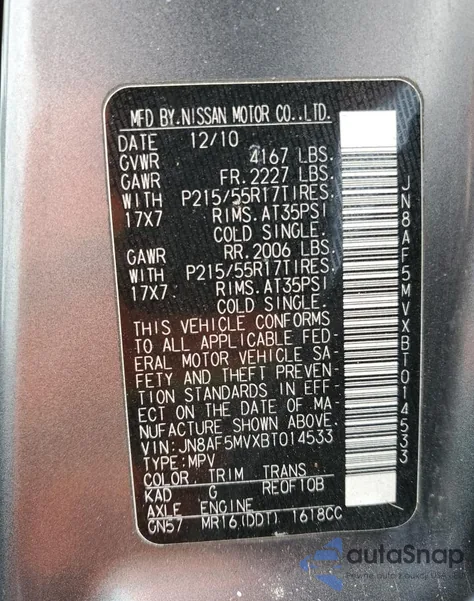 MFD BY.NISSAN MOTOR CO.,LTD.
DATE 12/10
GVWR 4167 LBS.
GAWR FR.2227 LBS.
WITH P215/55R17TIRES.
17X7 RIMS.AT35PSI
COLD SINGLE.
GAWR RR.2006 LBS.
WITH P215/55R17TIRES.
17X7 RIMS.AT35PSI
COLD SINGLE.
THIS VEHICLE CONFORMS
TO ALL APPLICABLE FED-
ERAL MOTOR VEHICLE SA-
FETY AND THEFT PREVEN-
TION STANDARDS IN EFF-
ECT ON THE DATE OF MA-
NUFACTURE SHOWN ABOVE.
VIN:JN8AF5MVXBT014533
TYPE:MPV
COLOR TRIM TRANS
KAD G REOF10B
AXLE ENGINE
GN57 MR16(DDT) 1618CC
JN8AF5MVXBT014533
autoSnap